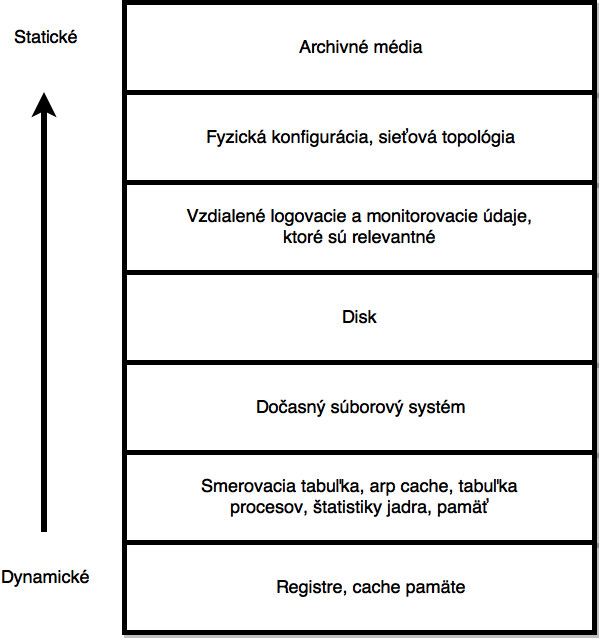 Statické
Archivné média
Fyzická konfigurácia, sieťová topológia
Vzdialené logovacie a monitorovacie údaje,
ktoré sú relevantné
Disk
Dočasný súborový systém
Smerovacia tabuľka, arp cache, tabuľka
procesov, štatistiky jadra, pamäť
Dynamické
Registre, cache pamäte